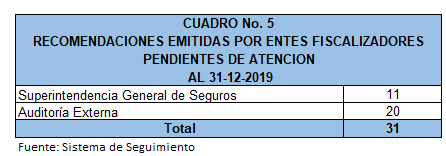 CUADRO No. 5
RECOMENDACIONES EMITIDAS POR ENTES FISCALIZADORES
PENDIENTES DE ATENCION
AL 31-12-2019
Superintendencia General de Seguros 11
Auditoría Externa 20
Total 31
Fuente: Sistema de Seguimiento